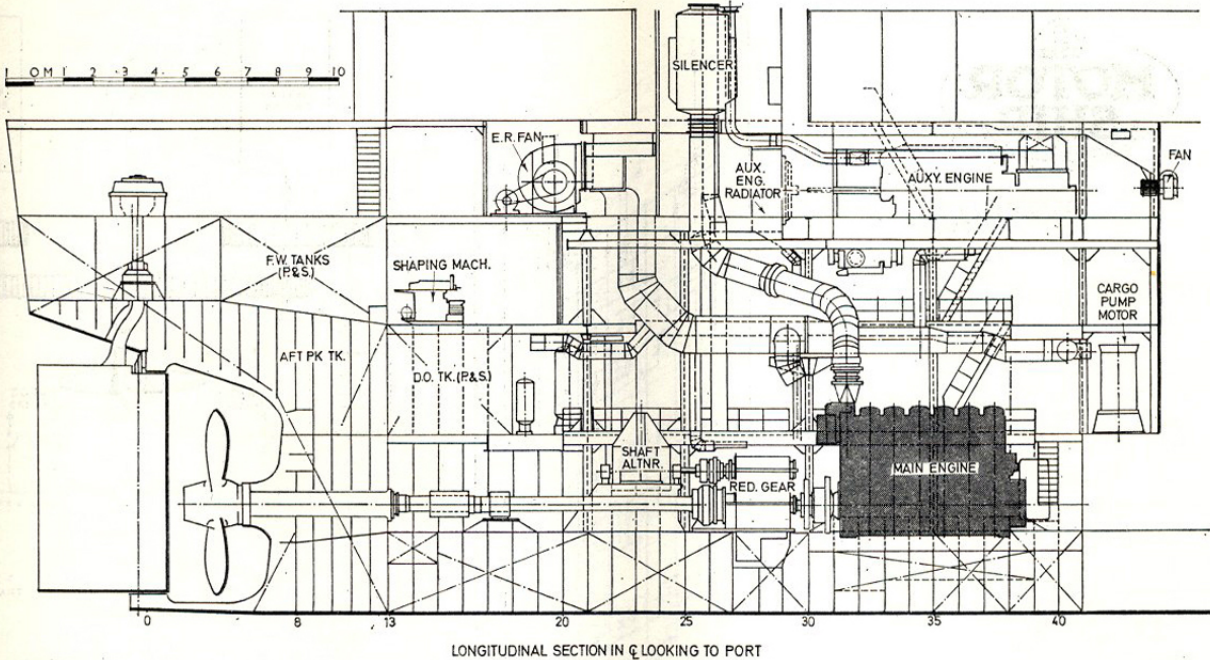 1 0 M 1 2 3 4 5 6 7 8 9 10
SILENCER
E.R. FAN
AUX.
ENG.
RADIATOR
AUXY. ENGINE
FAN
F.W. TANKS
(P.&S.)
SHAPING MACH.
CARGO
PUMP
MOTOR
AFT PK TK.
D.O. TK. (P.&S.)
SHAFT
ALTNR.
RED. GEAR
MAIN ENGINE
0 8 13 20 25 30 35 40
LONGITUDINAL SECTION IN ℄ LOOKING TO PORT